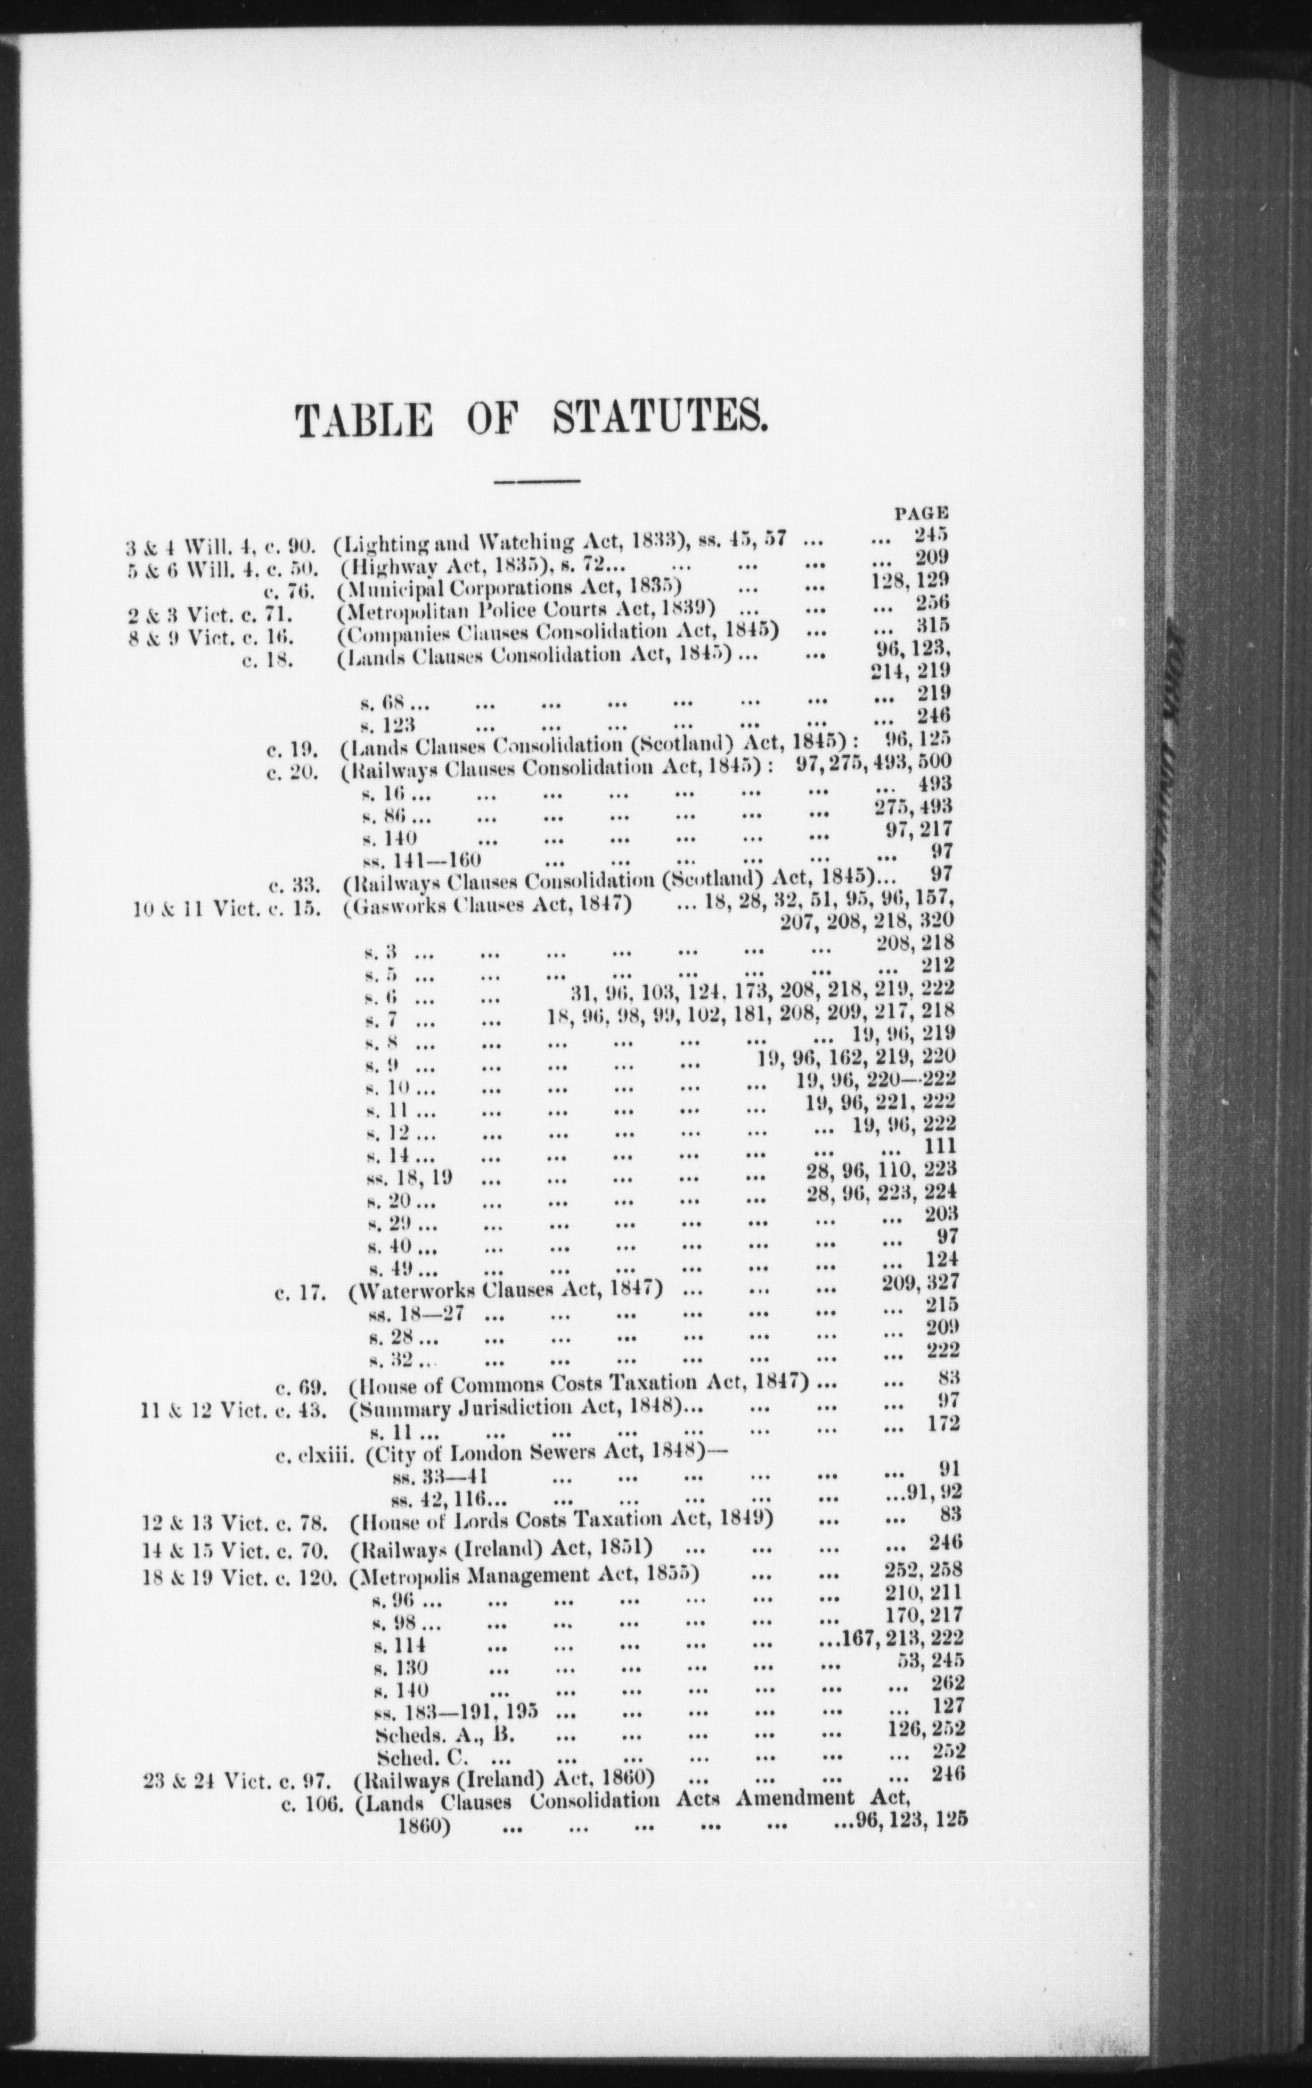 TABLE OF STATUTES.
PAGE
3 & 4 Will. 4, c. 90. (Lighting and Watching Act, 1833), ss. 45, 57 ... ... 245
5 & 6 Will. 4, c. 50. (Highway Act, 1835), s. 72... ... ... ... ... 209
c. 76. (Municipal Corporations Act, 1835) ... ... 128, 129
2 & 3 Vict. c. 71. (Metropolitan Police Courts Act, 1839) ... ... ... 256
8 & 9 Vict. c. 16. (Companies Clauses Consolidation Act, 1845) ... ... 315
c. 18. (Lands Clauses Consolidation Act, 1845) ... ... 96, 123,
214, 219
s. 68 ... ... ... ... ... ... ... ... 219
s. 123 ... ... ... ... ... ... ... 246
c. 19. (Lands Clauses Consolidation (Scotland) Act, 1845) : 96, 125
c. 20. (Railways Clauses Consolidation Act, 1845) : 97, 275, 493, 500
s. 16 ... ... ... ... ... ... ... ... 493
s. 86 ... ... ... ... ... ... ... 275, 493
s. 140 ... ... ... ... ... ... 97, 217
ss. 141—160 ... ... ... ... ... ... 97
c. 33. (Railways Clauses Consolidation (Scotland) Act, 1845)... 97
10 & 11 Vict. c. 15. (Gasworks Clauses Act, 1847) ... 18, 28, 32, 51, 95, 96, 157,
207, 208, 218, 320
s. 3 ... ... ... ... ... ... ... 208, 218
s. 5 ... ... ... ... ... ... ... ... 212
s. 6 ... ... 31, 96, 103, 124, 173, 208, 218, 219, 222
s. 7 ... ... 18, 96, 98, 99, 102, 181, 208, 209, 217, 218
s. 8 ... ... ... ... ... ... ... 19, 96, 219
s. 9 ... ... ... ... ... 19, 96, 162, 219, 220
s. 10 ... ... ... ... ... ... 19, 96, 220—222
s. 11 ... ... ... ... ... ... 19, 96, 221, 222
s. 12 ... ... ... ... ... ... ... 19, 96, 222
s. 14 ... ... ... ... ... ... ... ... 111
ss. 18, 19 ... ... ... ... ... 28, 96, 110, 223
s. 20 ... ... ... ... ... ... 28, 96, 223, 224
s. 29 ... ... ... ... ... ... ... ... 203
s. 40 ... ... ... ... ... ... ... ... 97
s. 49 ... ... ... ... ... ... ... ... 124
c. 17. (Waterworks Clauses Act, 1847) ... ... ... 209, 327
ss. 18—27 ... ... ... ... ... ... ... 215
s. 28 ... ... ... ... ... ... ... ... 209
s. 32 ... ... ... ... ... ... ... ... 222
c. 69. (House of Commons Costs Taxation Act, 1847) ... ... 83
11 & 12 Vict. c. 43. (Summary Jurisdiction Act, 1848)... ... ... ... 97
s. 11 ... ... ... ... ... ... ... ... 172
c. clxiii. (City of London Sewers Act, 1848)—
ss. 33—41 ... ... ... ... ... ... 91
ss. 42, 116... ... ... ... ... ... ...91, 92
12 & 13 Vict. c. 78. (House of Lords Costs Taxation Act, 1849) ... ... 83
14 & 15 Vict. c. 70. (Railways (Ireland) Act, 1851) ... ... ... ... 246
18 & 19 Vict. c. 120. (Metropolis Management Act, 1855) ... ... 252, 258
s. 96 ... ... ... ... ... ... ... 210, 211
s. 98 ... ... ... ... ... ... ... 170, 217
s. 114 ... ... ... ... ... ...167, 213, 222
s. 130 ... ... ... ... ... ... 53, 245
s. 140 ... ... ... ... ... ... ... 262
ss. 183—191, 195 ... ... ... ... ... ... 127
Scheds. A., B. ... ... ... ... ... 126, 252
Sched. C. ... ... ... ... ... ... ... 252
23 & 24 Vict. c. 97. (Railways (Ireland) Act, 1860) ... ... ... ... 246
c. 106. (Lands Clauses Consolidation Acts Amendment Act,
1860) ... ... ... ... ... ...96, 123, 125